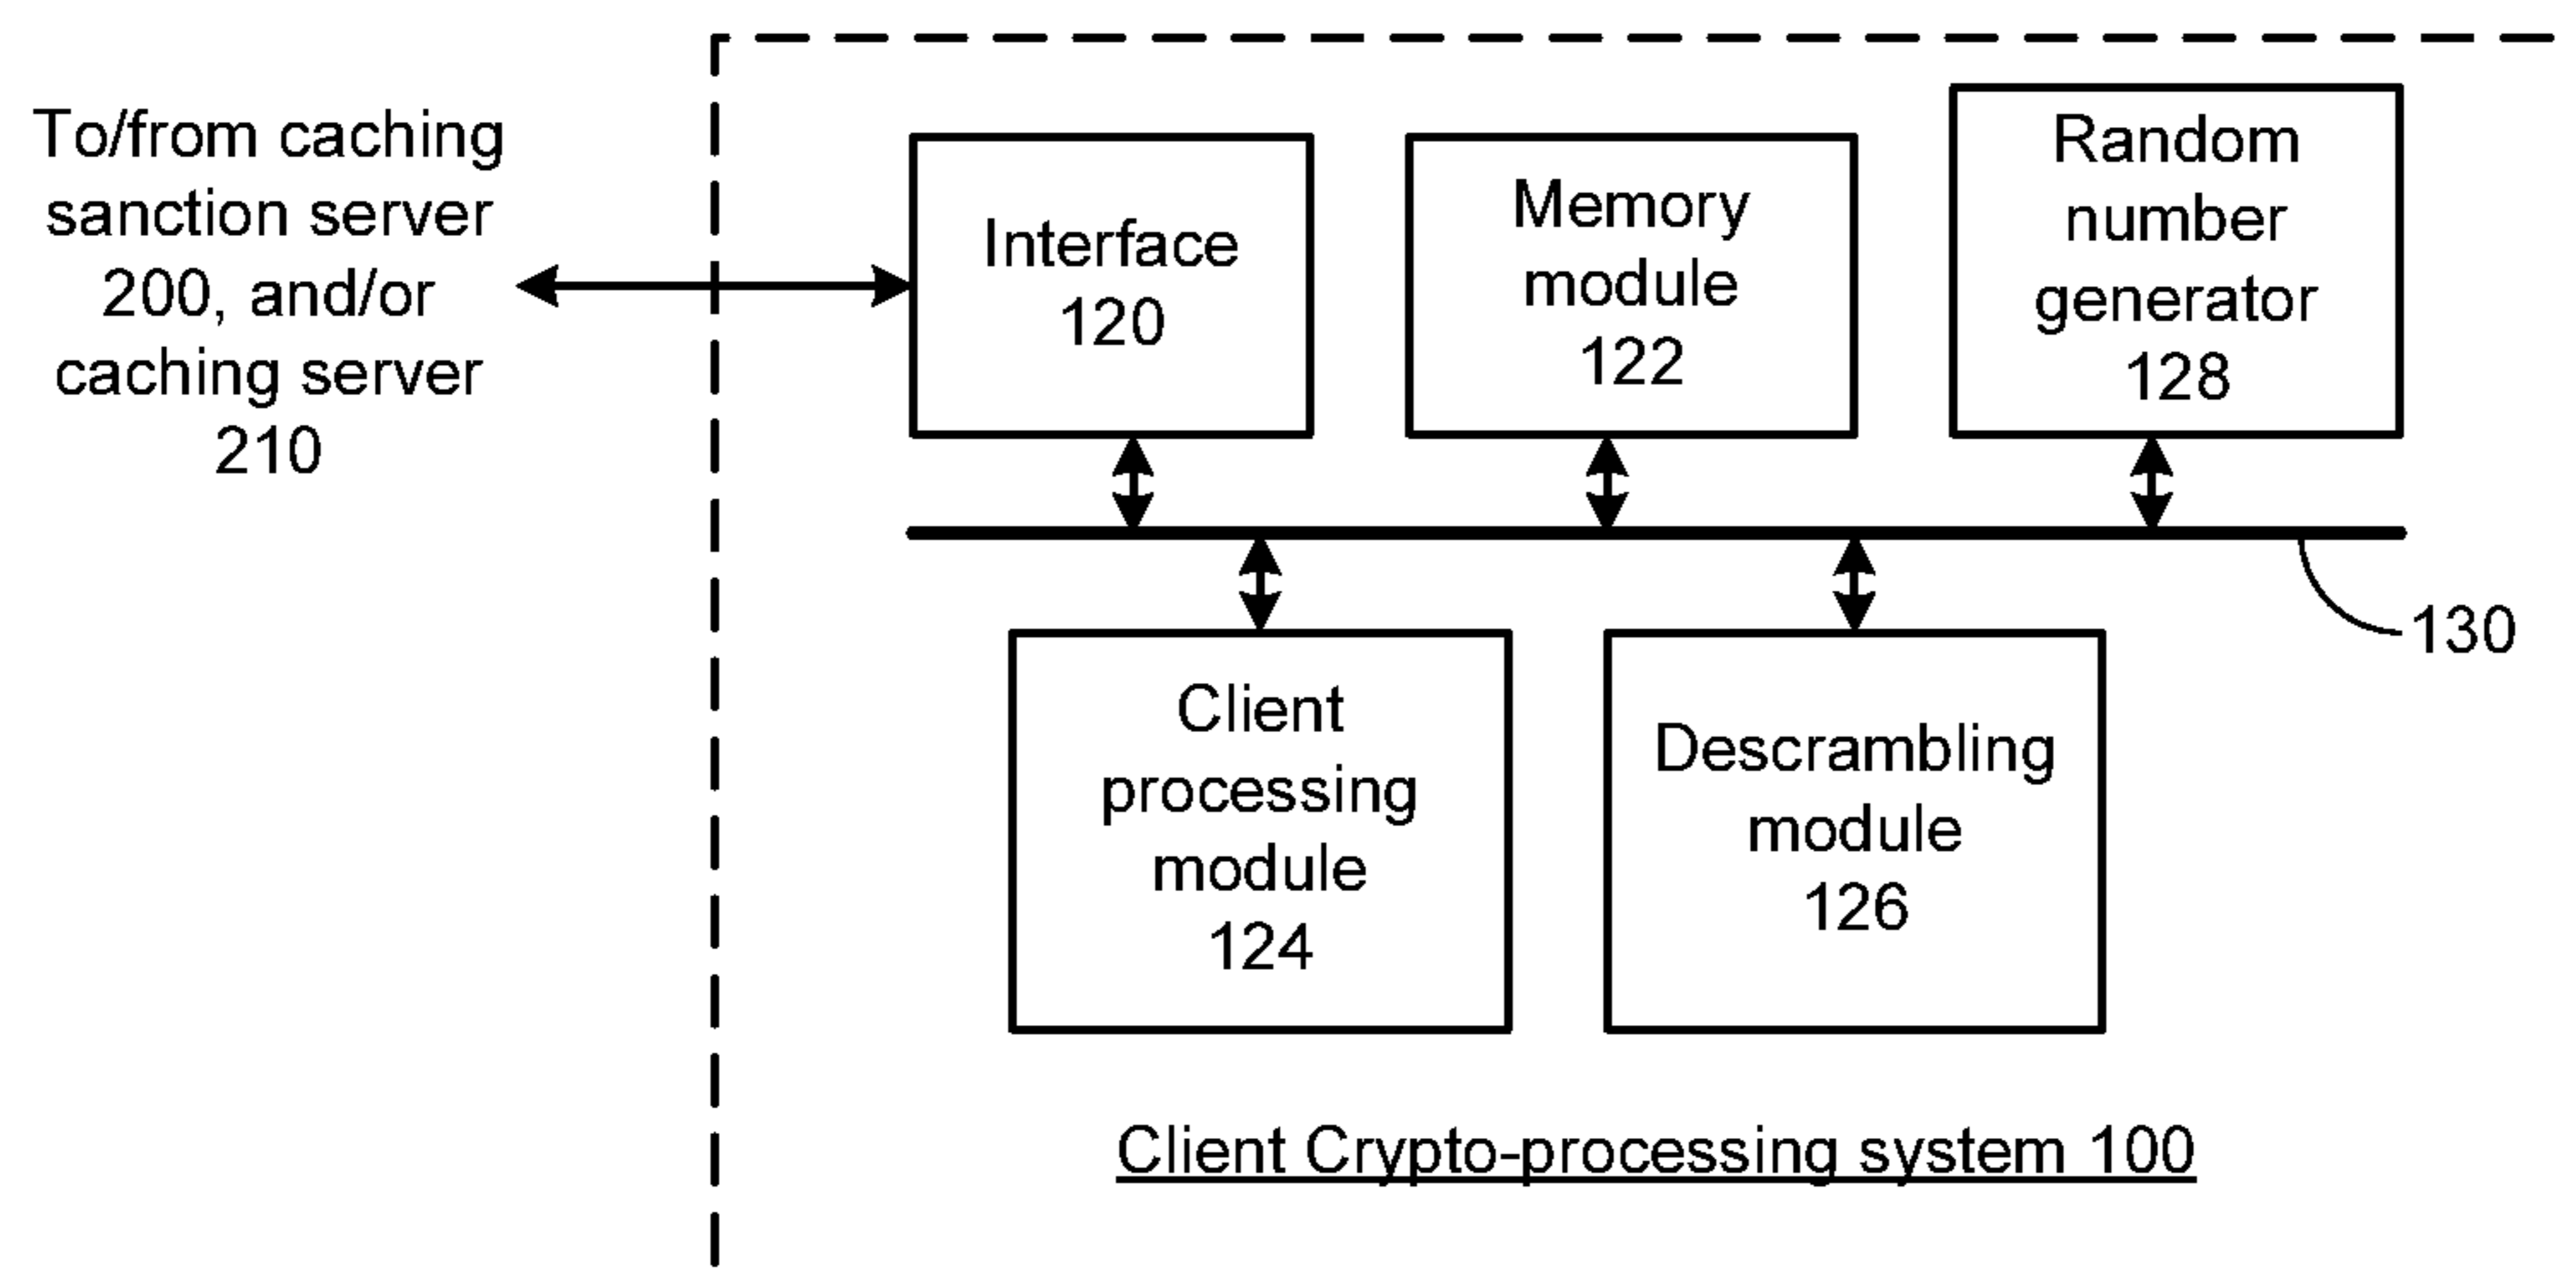 To/from caching
sanction server
200, and/or
caching server
210
Interface
120
Memory
module
122
Random
number
generator
128
130
Client
processing
module
124
Descrambling
module
126
Client Crypto-processing system 100